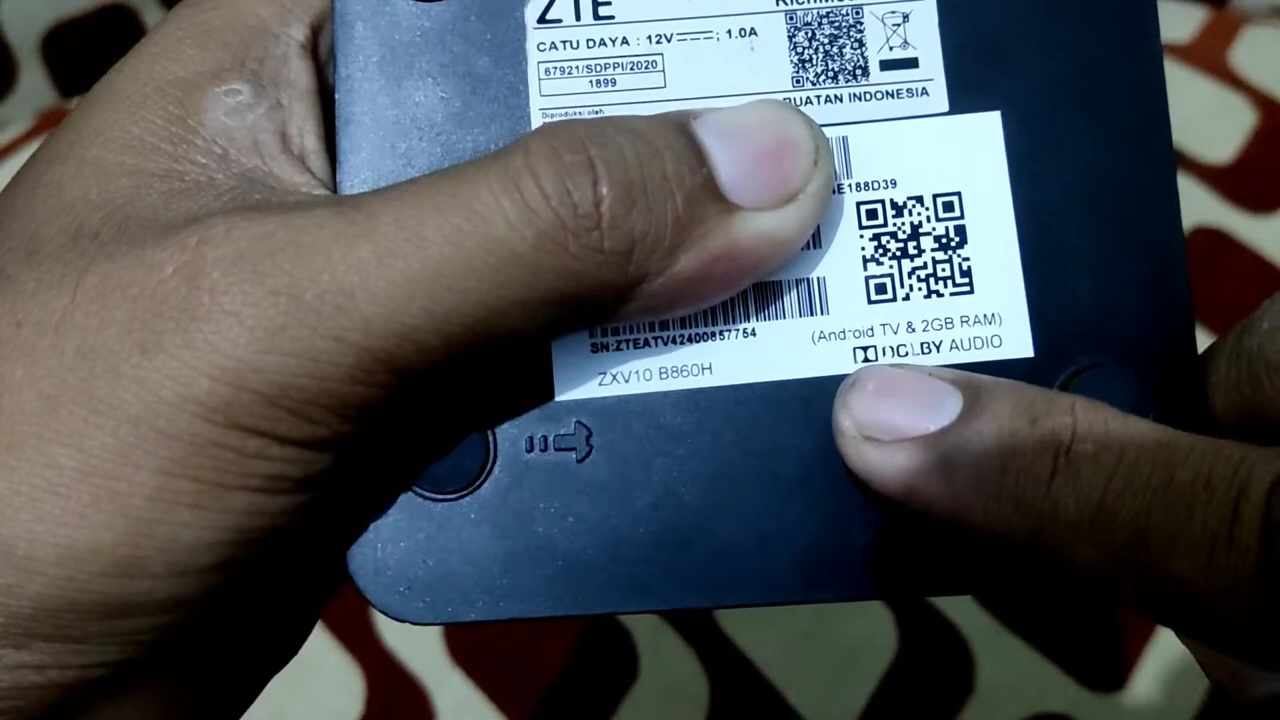 ZTE
CATU DAYA : 12V⎓; 1.0A
67921/SDPPI/2020
1899
Diproduksi oleh
BUATAN INDONESIA
E188D39
SN:ZTEATV42400857754
(Android TV & 2GB RAM)
DOLBY AUDIO
ZXV10 B860H